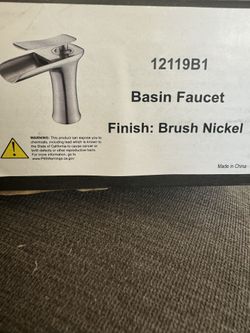 12119B1
Basin Faucet
Finish: Brush Nickel
WARNING: This product can expose you to
chemicals, including lead which is known to
the State of California to cause cancer or
birth defects or other reproductive harm.
For more information, go to
www.P65Warnings.ca.gov
Made in China